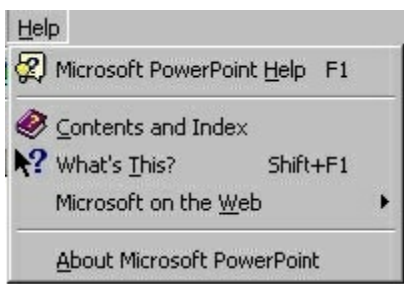 Help
Microsoft PowerPoint Help F1
Contents and Index
What's This? Shift+F1
Microsoft on the Web
About Microsoft PowerPoint